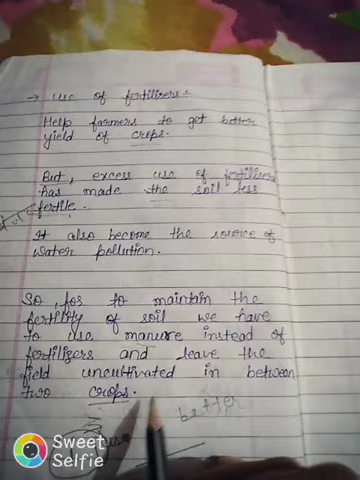 → use of fertilizers:
Help farmers to get better
yield of crops.
But, excess use of fertilizers
has made the soil less
fertile.
It also become the source of
water pollution.
So, for to maintain the
fertility of soil we have
to use manure instead of
fertilizers and leave the
field uncultivated in between
two crops.
better
Sweet
Selfie